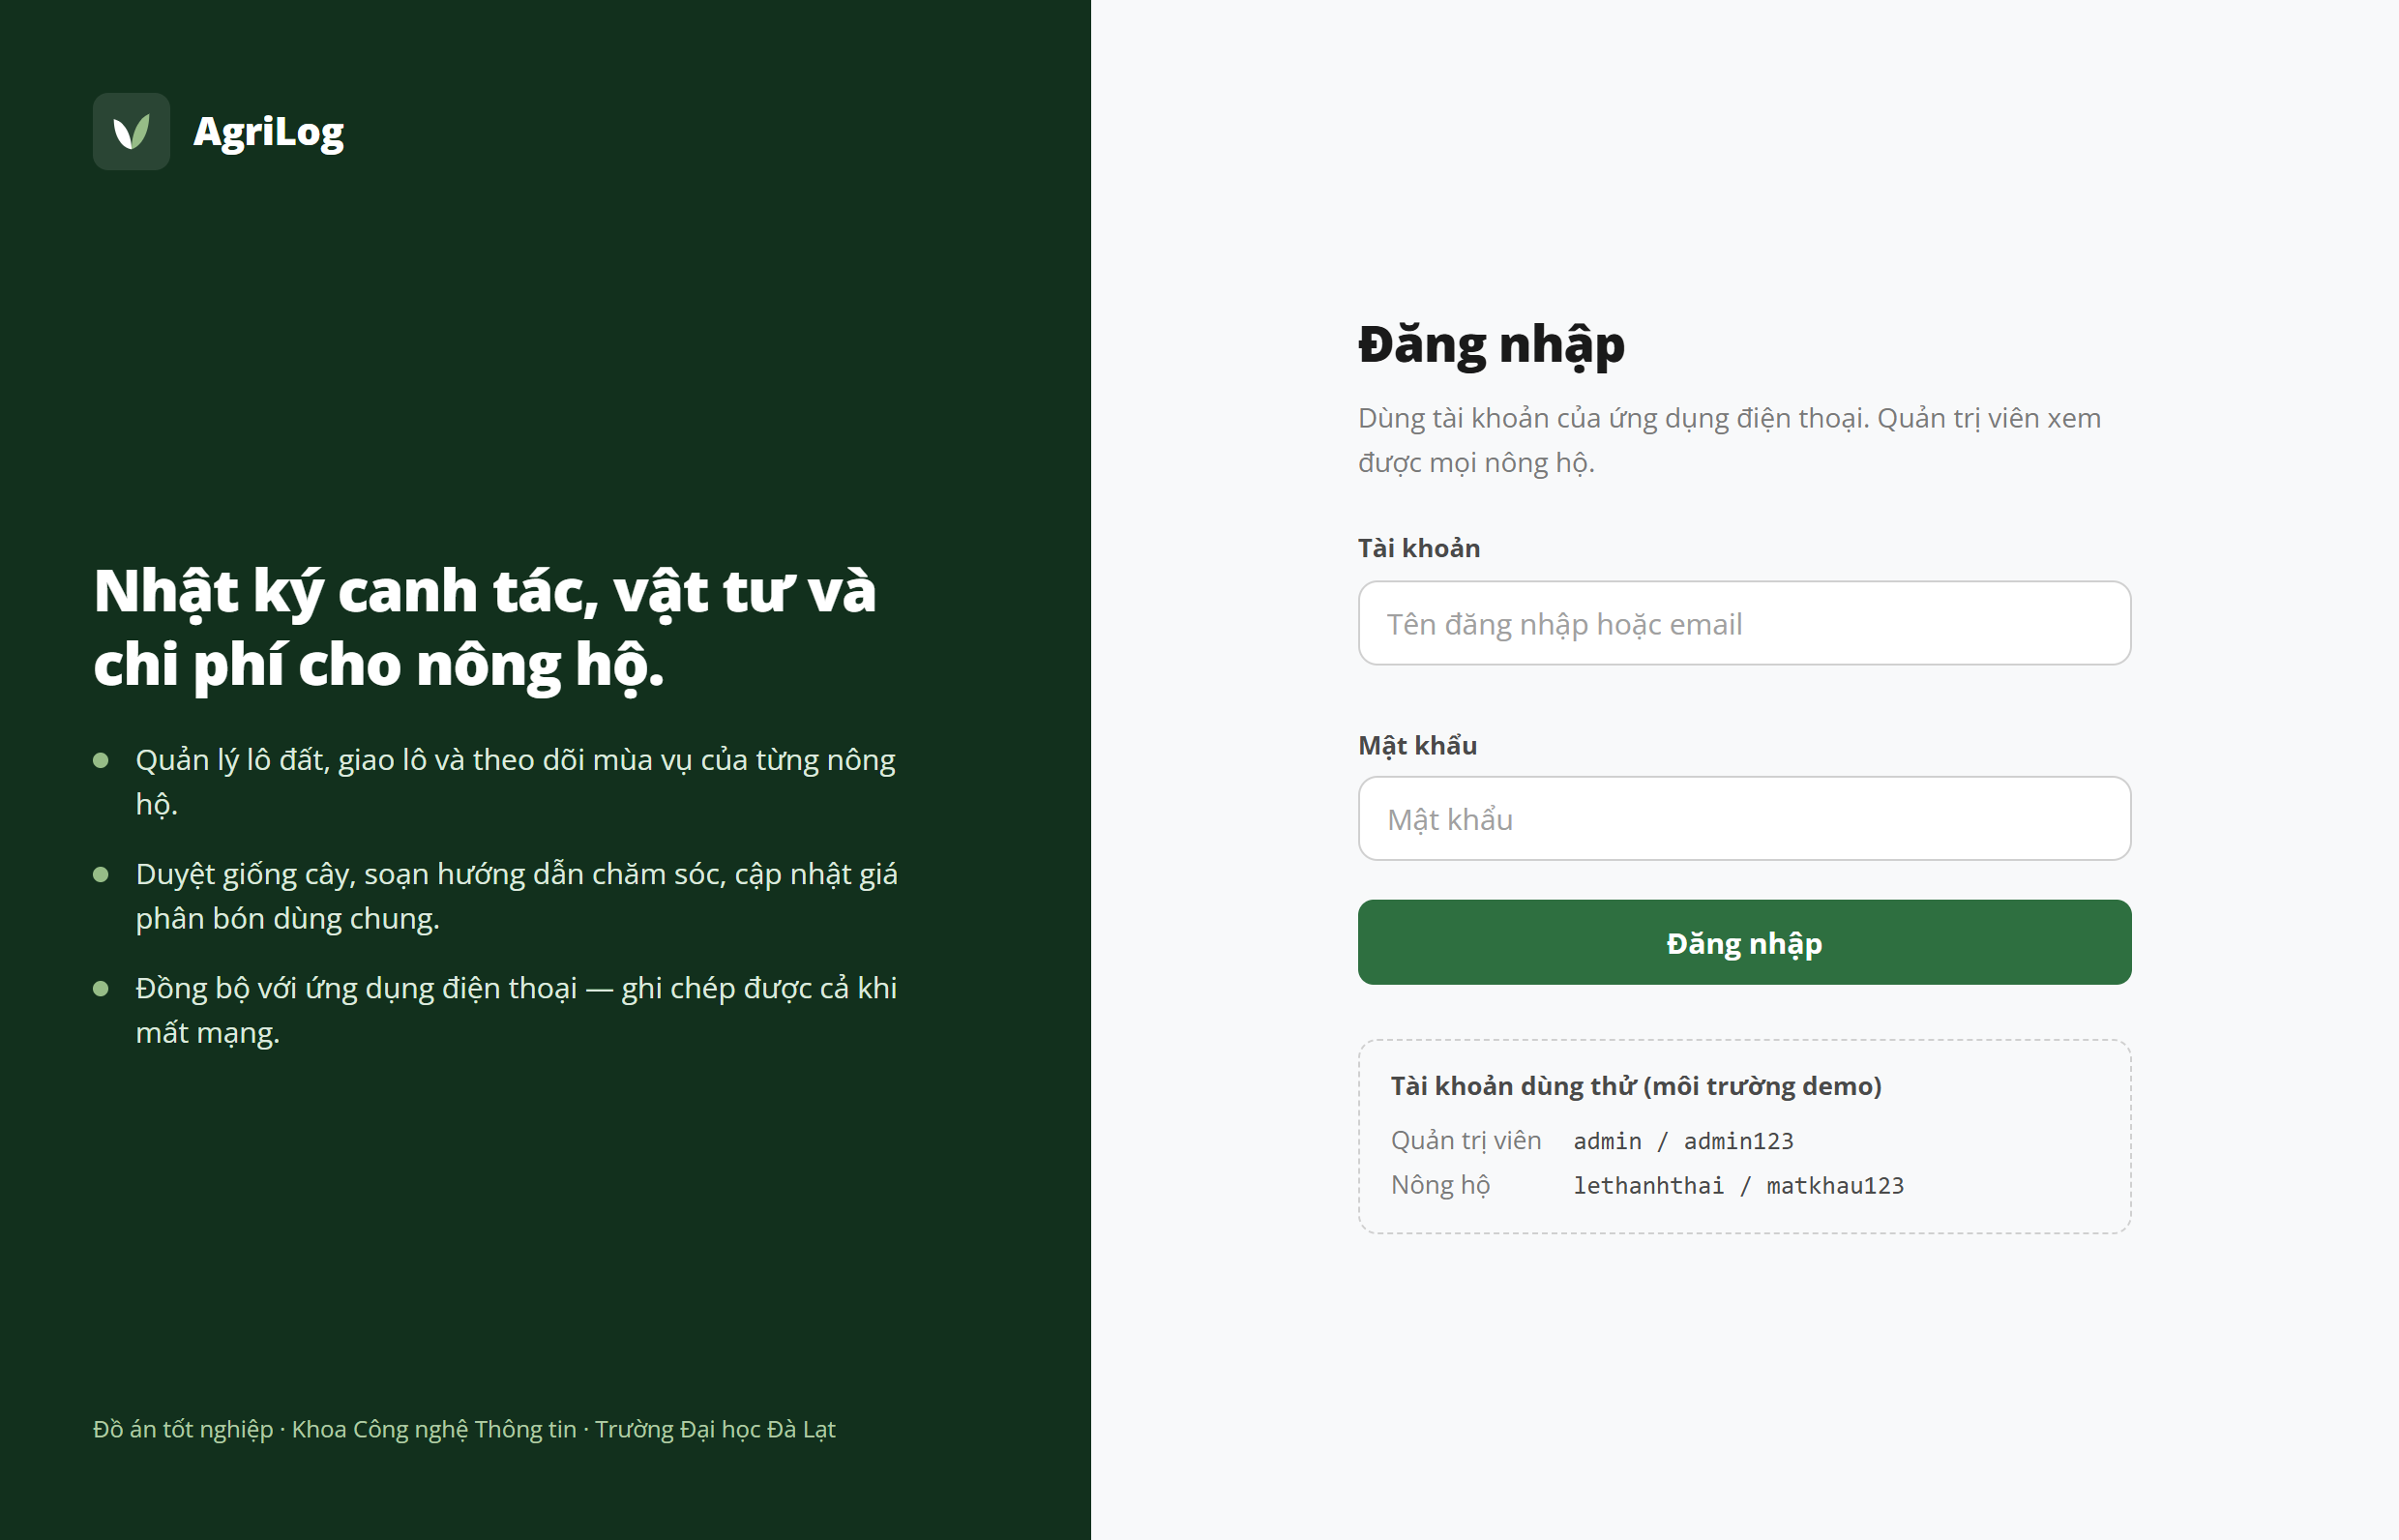 AgriLog
Nhật ký canh tác, vật tư và
chi phí cho nông hộ.
Quản lý lô đất, giao lô và theo dõi mùa vụ của từng nông
hộ.
Duyệt giống cây, soạn hướng dẫn chăm sóc, cập nhật giá
phân bón dùng chung.
Đồng bộ với ứng dụng điện thoại — ghi chép được cả khi
mất mạng.
Đồ án tốt nghiệp · Khoa Công nghệ Thông tin · Trường Đại học Đà Lạt
Đăng nhập
Dùng tài khoản của ứng dụng điện thoại. Quản trị viên xem
được mọi nông hộ.
Tài khoản
Tên đăng nhập hoặc email
Mật khẩu
Mật khẩu
Đăng nhập
Tài khoản dùng thử (môi trường demo)
Quản trị viên admin / admin123
Nông hộ lethanhthai / matkhau123